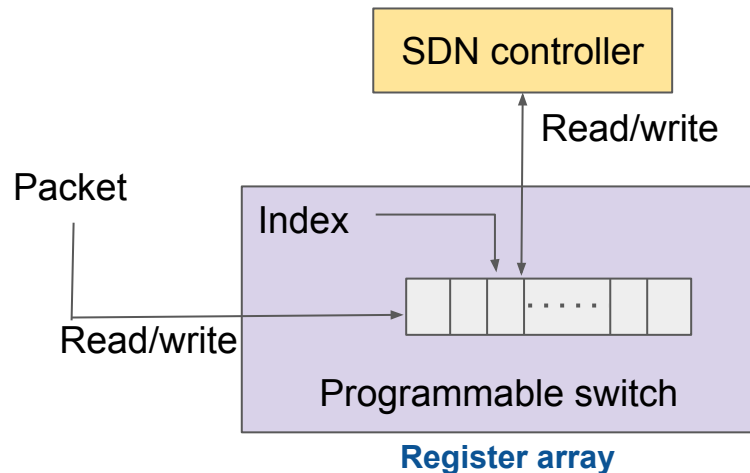 SDN controller
Read/write
Packet
Index
.....
Read/write
Programmable switch
Register array